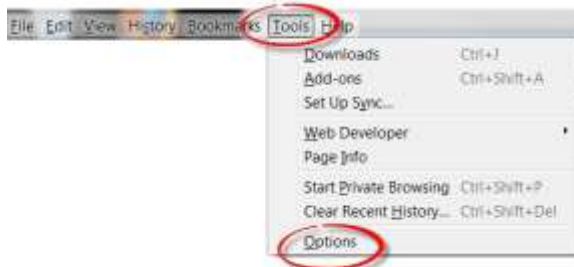 File Edit View History Bookmarks Tools Help
Downloads Ctrl+J
Add-ons Ctrl+Shift+A
Set Up Sync...
Web Developer
Page Info
Start Private Browsing Ctrl+Shift+P
Clear Recent History... Ctrl+Shift+Del
Options